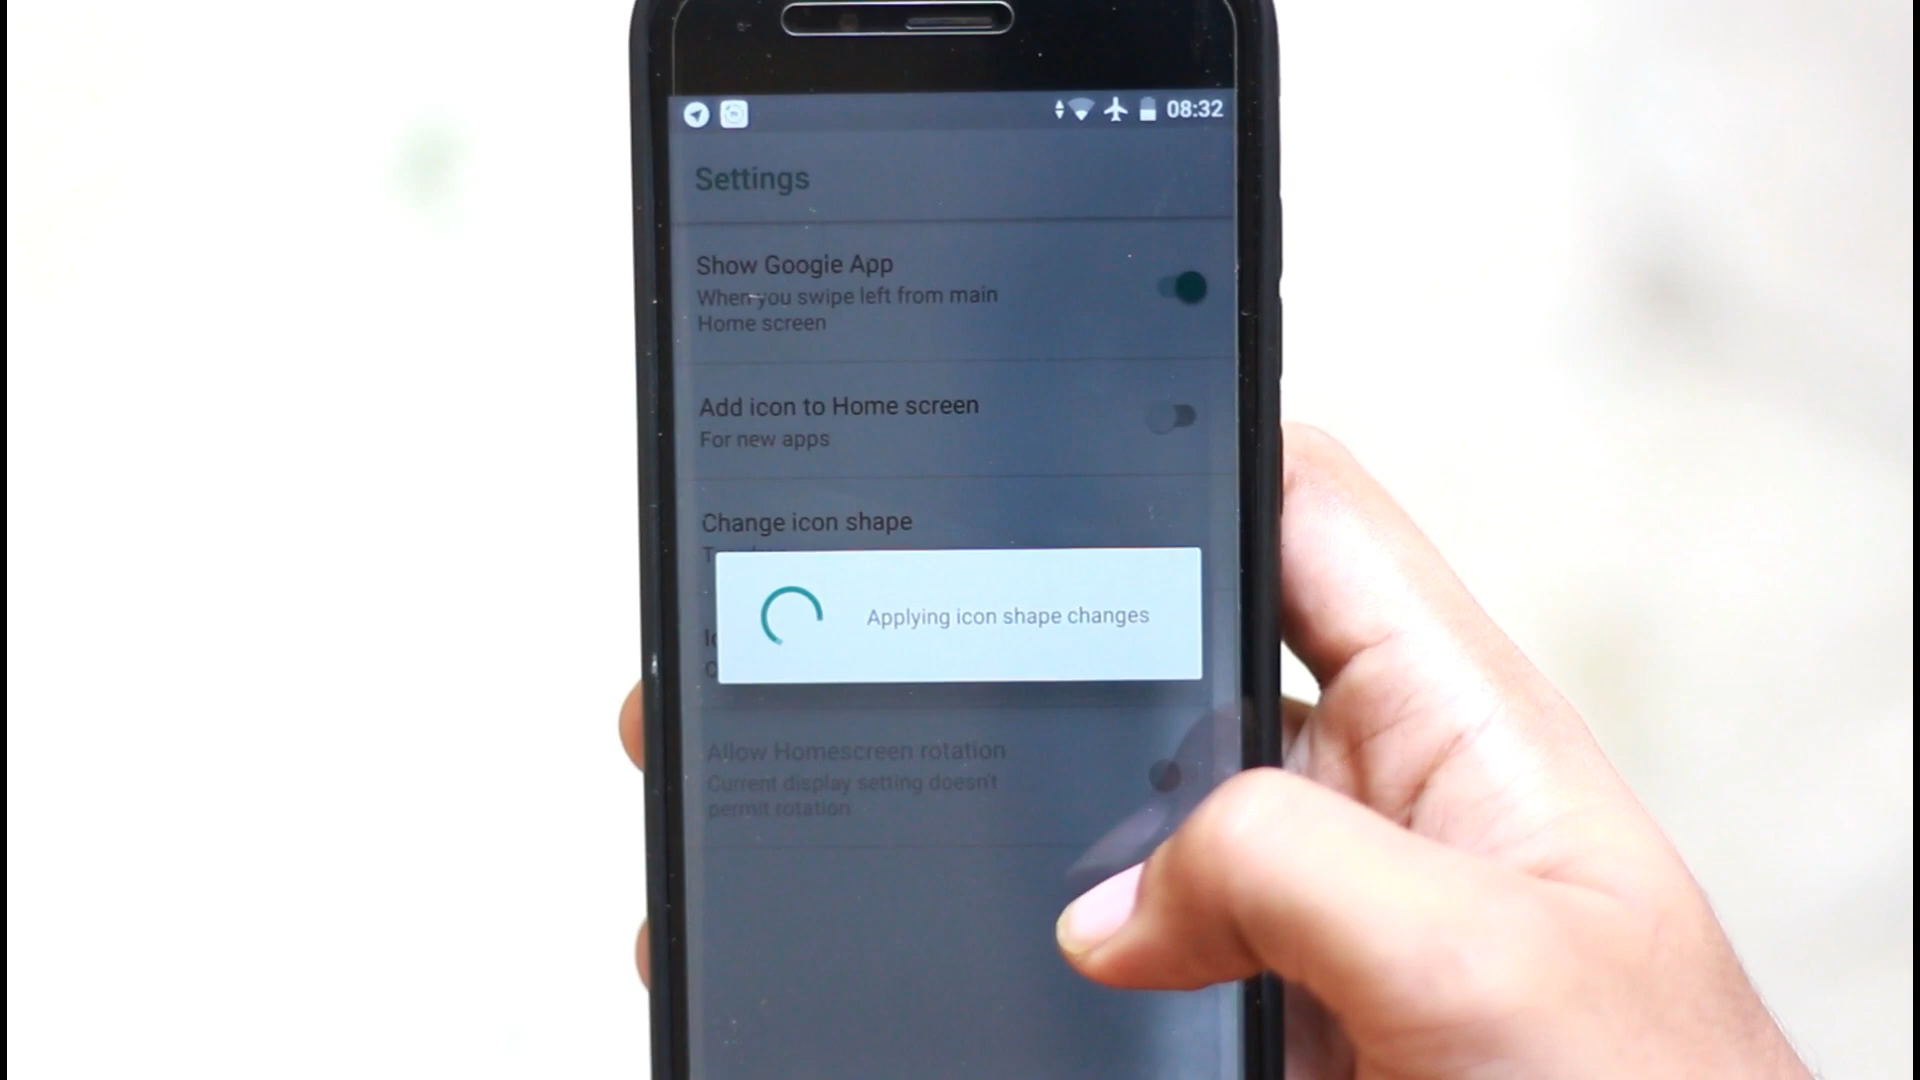 08:32
Settings
Show Google App
When you swipe left from main
Home screen
Add icon to Home screen
For new apps
Change icon shape
Applying icon shape changes
Allow Homescreen rotation
Current display setting doesn't
permit rotation